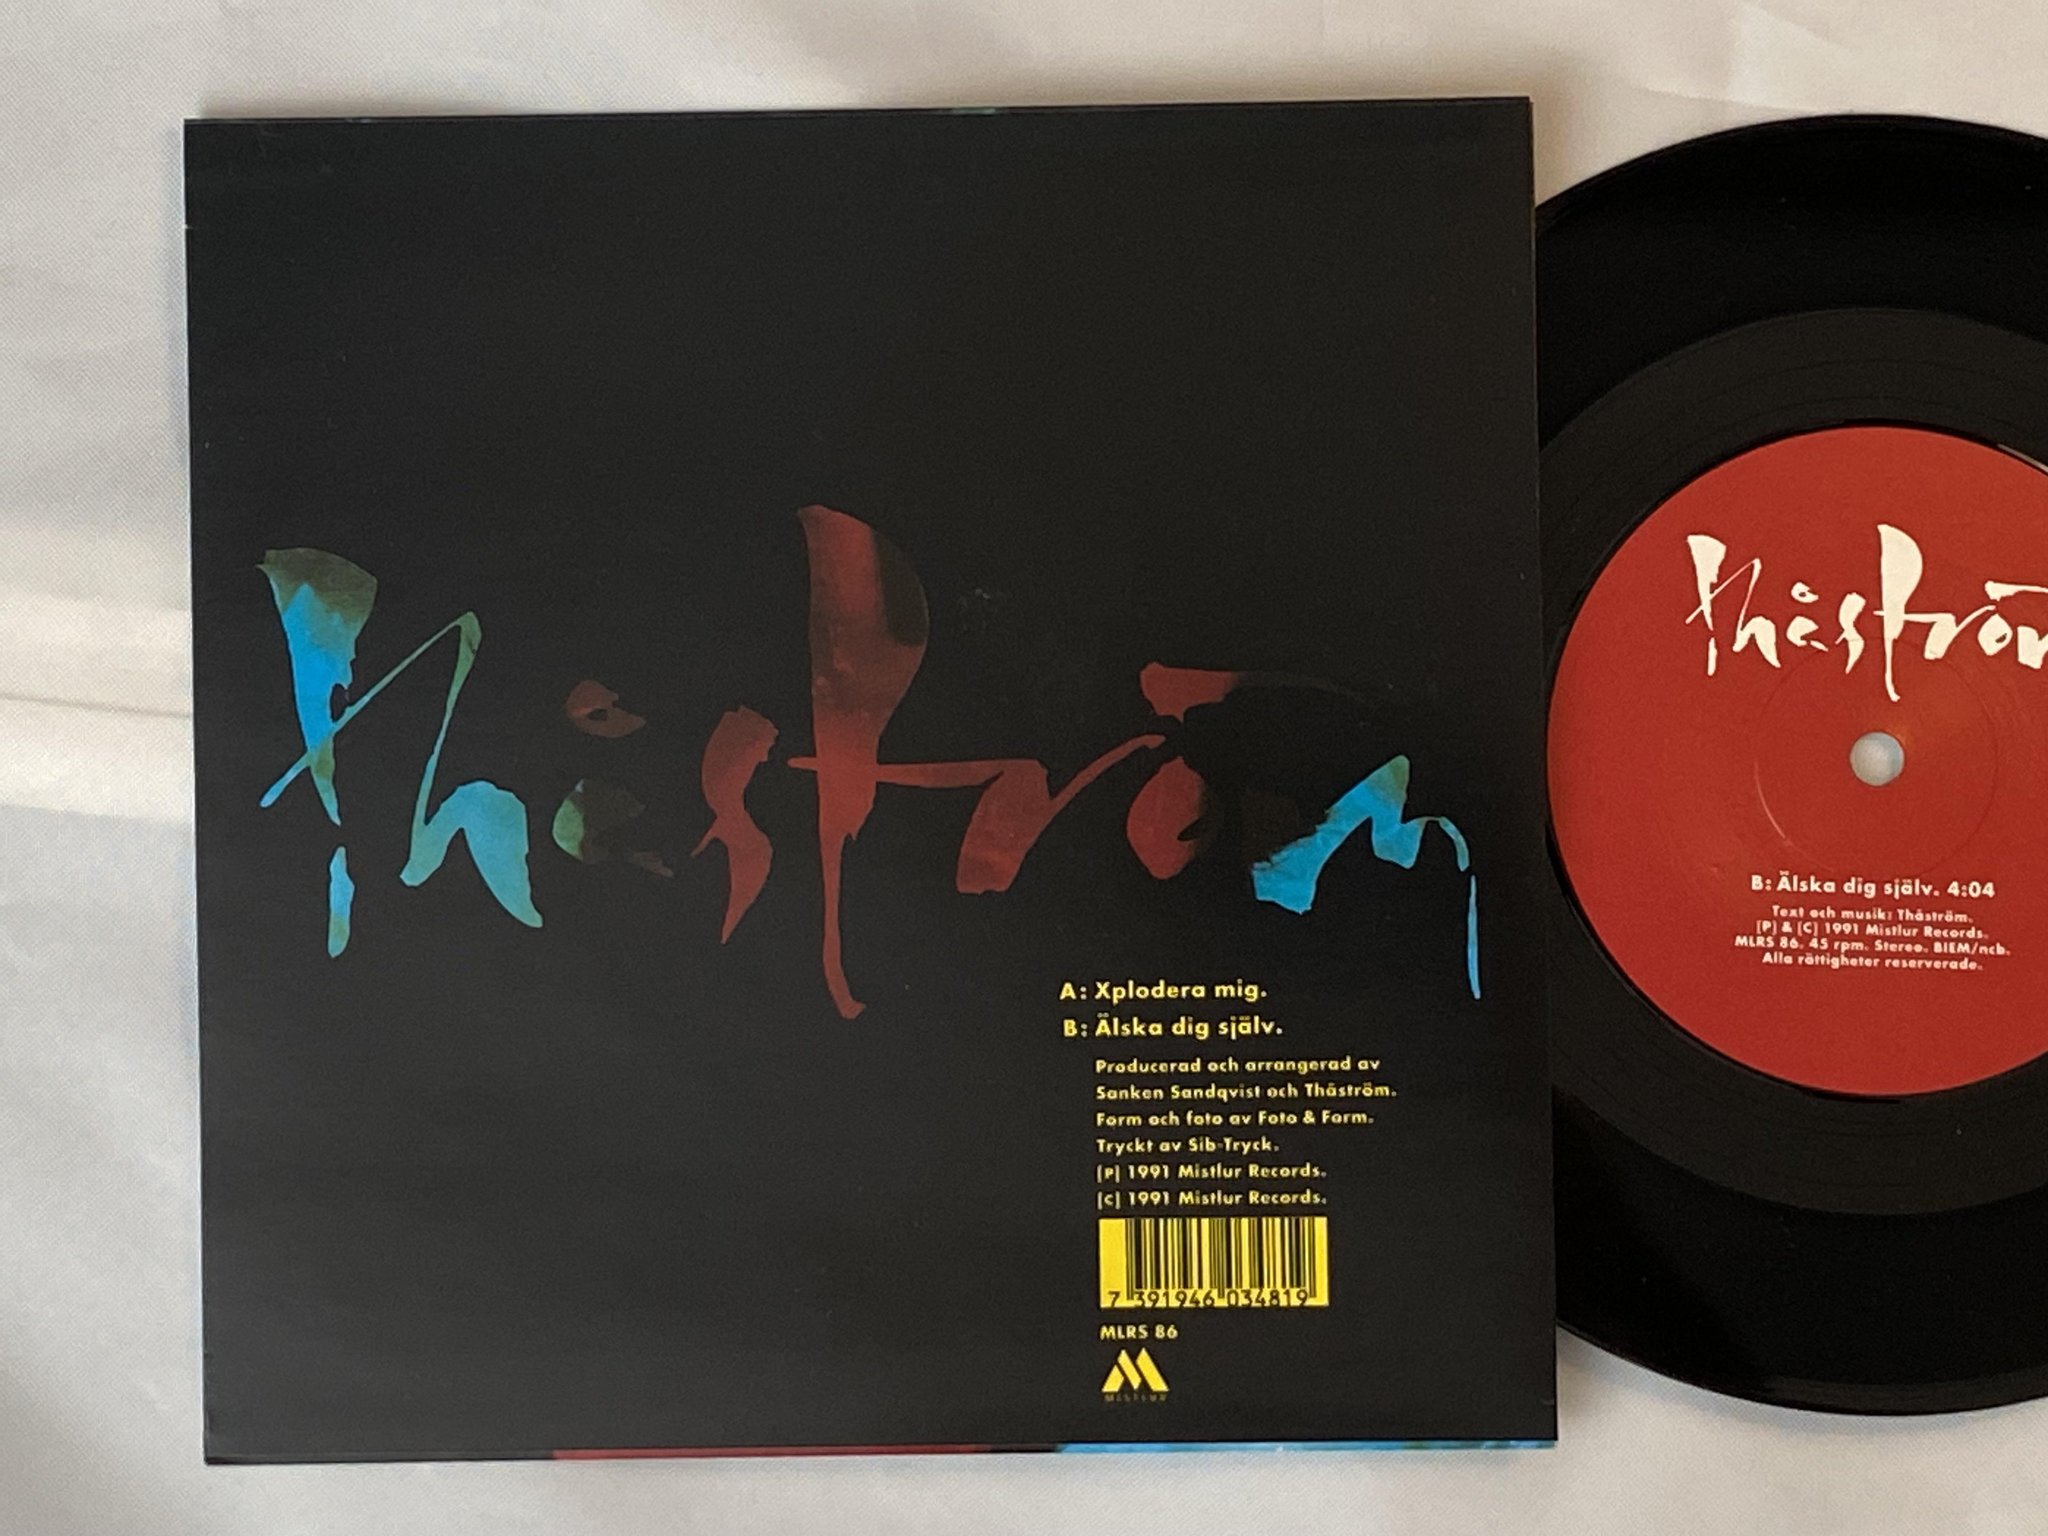 Thåström
A: Xplodera mig.
B: Älska dig själv.
Producerad och arrangerad av
Sanken Sandqvist och Thåström.
Form och foto av Foto & Form.
Tryckt av Sib-Tryck.
[P] 1991 Mistlur Records.
[C] 1991 Mistlur Records.
7 391946 034819
MLRS 86
MISTLUR
Thåström
B: Älska dig själv. 4:04
Text och musik: Thåström.
[P] & [C] 1991 Mistlur Records.
MLRS 86. 45 rpm. Stereo. BIEM/ncb.
Alla rättigheter reserverade.